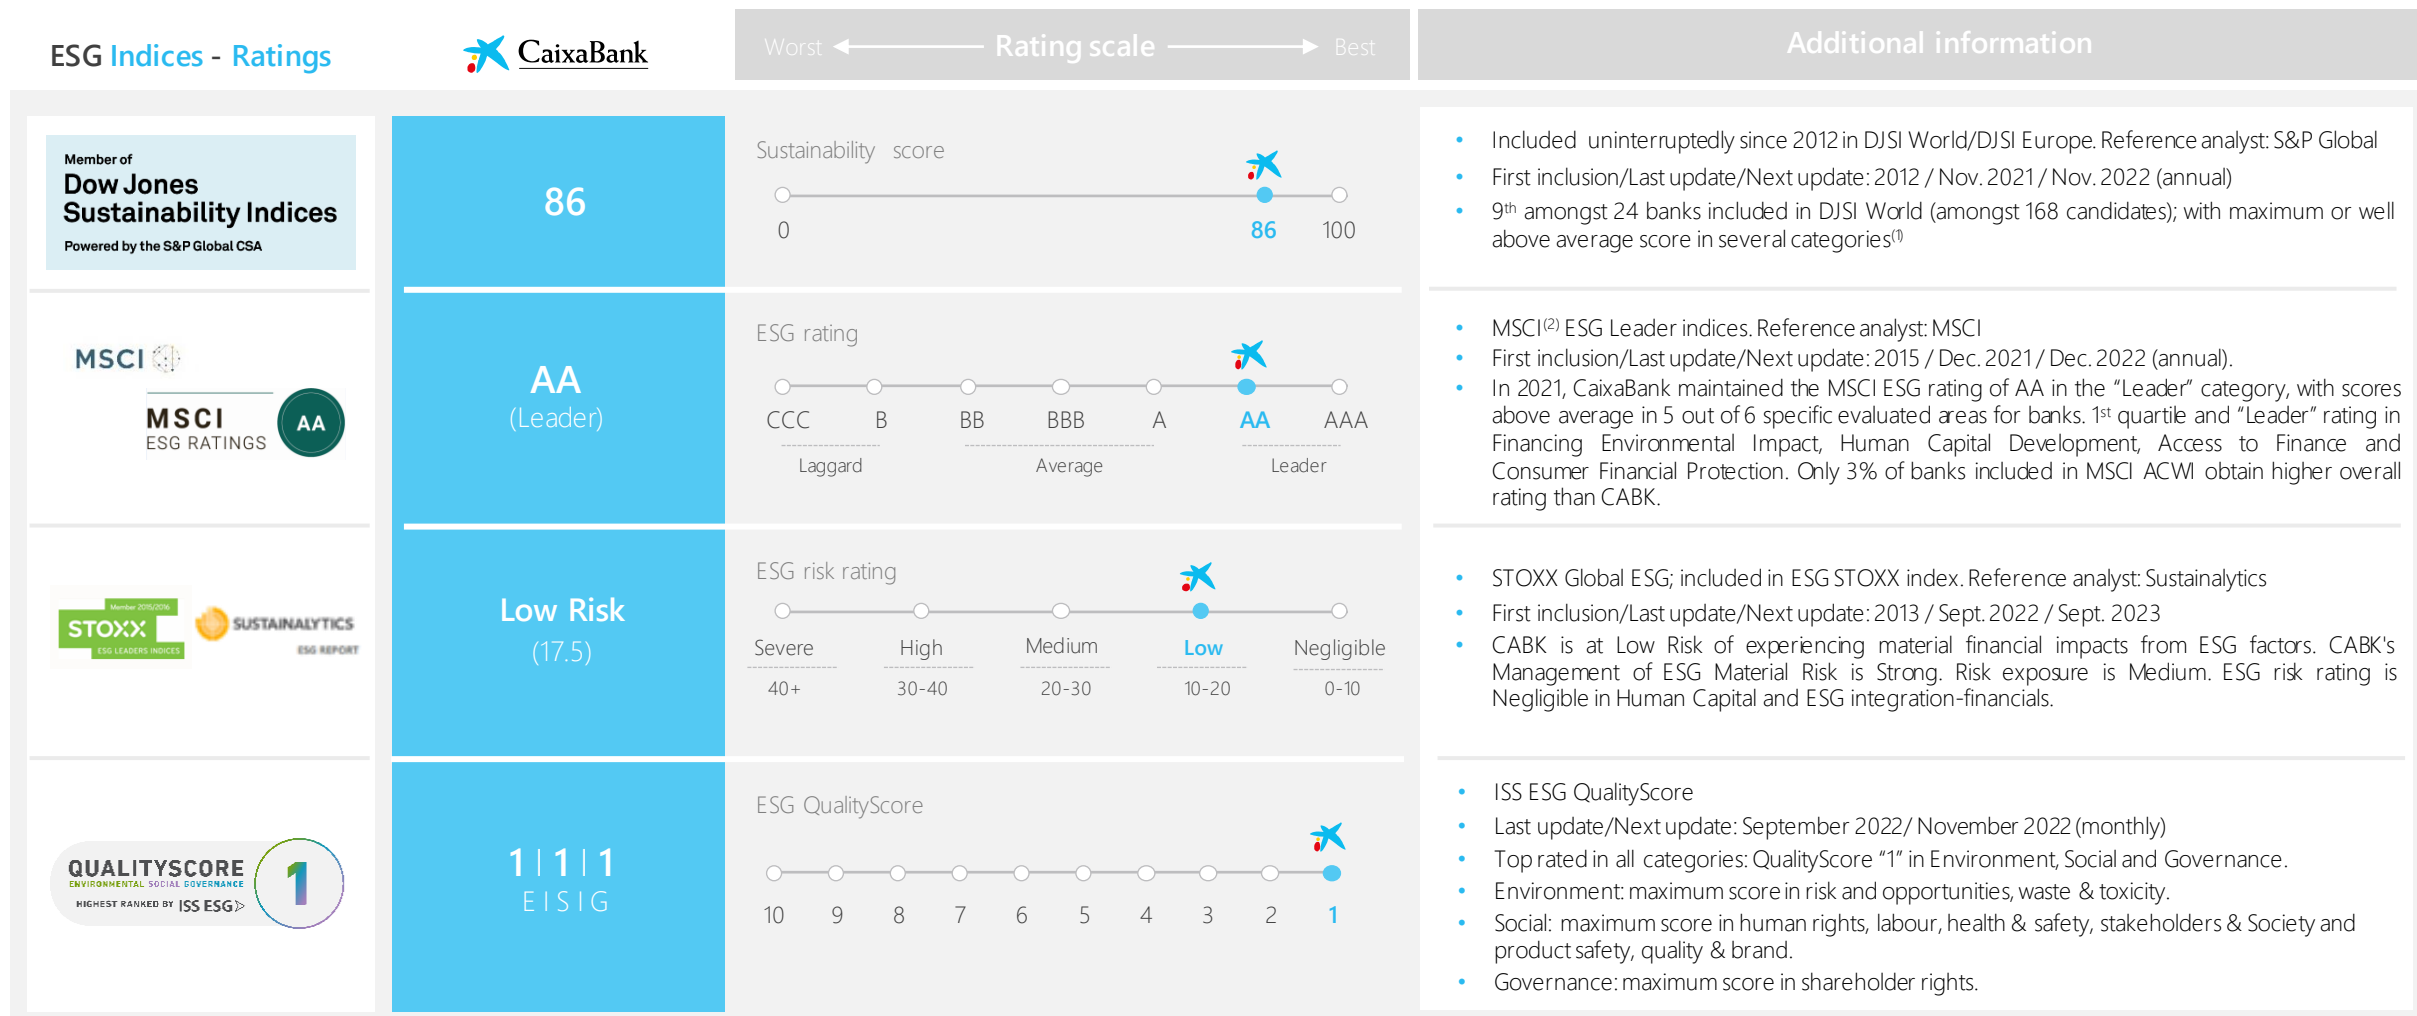 ESG Indices - Ratings
CaixaBank
Worst
Rating scale
Best
Additional information
Member of
Dow Jones
Sustainability Indices
Powered by the S&P Global CSA
86
Sustainability score
0
86
100
• Included uninterruptedly since 2012 in DJSI World/DJSI Europe. Reference analyst: S&P Global
• First inclusion/Last update/Next update: 2012 / Nov. 2021 / Nov. 2022 (annual)
• 9th amongst 24 banks included in DJSI World (amongst 168 candidates); with maximum or well
above average score in several categories(1)
MSCI
MSCI
ESG RATINGS
AA
AA
(Leader)
ESG rating
CCC
B
BB
BBB
A
AA
AAA
Laggard
Average
Leader
• MSCI(2) ESG Leader indices. Reference analyst: MSCI
• First inclusion/Last update/Next update: 2015 / Dec. 2021 / Dec. 2022 (annual).
• In 2021, CaixaBank maintained the MSCI ESG rating of AA in the “Leader” category, with scores
above average in 5 out of 6 specific evaluated areas for banks. 1st quartile and “Leader” rating in
Financing Environmental Impact, Human Capital Development, Access to Finance and
Consumer Financial Protection. Only 3% of banks included in MSCI ACWI obtain higher overall
rating than CABK.
Member 2015/2016
STOXX
ESG LEADERS INDICES
SUSTAINALYTICS
ESG REPORT
Low Risk
(17.5)
ESG risk rating
Severe
High
Medium
Low
Negligible
40+
30-40
20-30
10-20
0-10
• STOXX Global ESG; included in ESG STOXX index. Reference analyst: Sustainalytics
• First inclusion/Last update/Next update: 2013 / Sept. 2022 / Sept. 2023
• CABK is at Low Risk of experiencing material financial impacts from ESG factors. CABK's
Management of ESG Material Risk is Strong. Risk exposure is Medium. ESG risk rating is
Negligible in Human Capital and ESG integration-financials.
QUALITYSCORE
ENVIRONMENTAL SOCIAL GOVERNANCE
HIGHEST RANKED BY ISS ESG
1
1 | 1 | 1
E | S | G
ESG QualityScore
10
9
8
7
6
5
4
3
2
1
• ISS ESG QualityScore
• Last update/Next update: September 2022/ November 2022 (monthly)
• Top rated in all categories: QualityScore “1” in Environment, Social and Governance.
• Environment: maximum score in risk and opportunities, waste & toxicity.
• Social: maximum score in human rights, labour, health & safety, stakeholders & Society and
product safety, quality & brand.
• Governance: maximum score in shareholder rights.